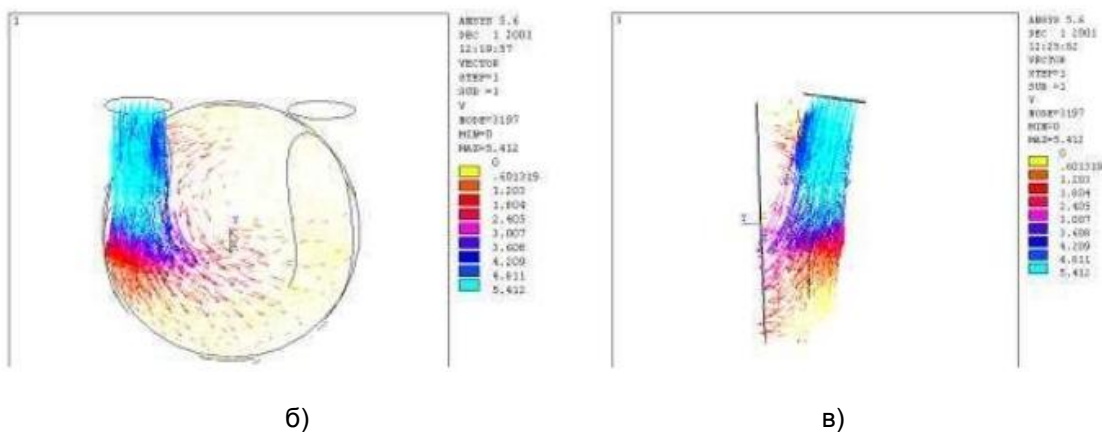 1
ANSYS 5.6
DEC 1 2001
12:19:57
VECTOR
STEP=1
SUB =1
V
NODE=3197
MIN=0
MAX=5.412
0
.601319
1.203
1.804
2.405
3.007
3.608
4.209
4.811
5.412
б)
1
ANSYS 5.6
DEC 1 2001
VECTOR
STEP=1
SUB =1
V
NODE=3197
MIN=0
MAX=5.412
0
.601319
1.203
1.804
2.405
3.007
3.608
4.209
4.811
5.412
в)